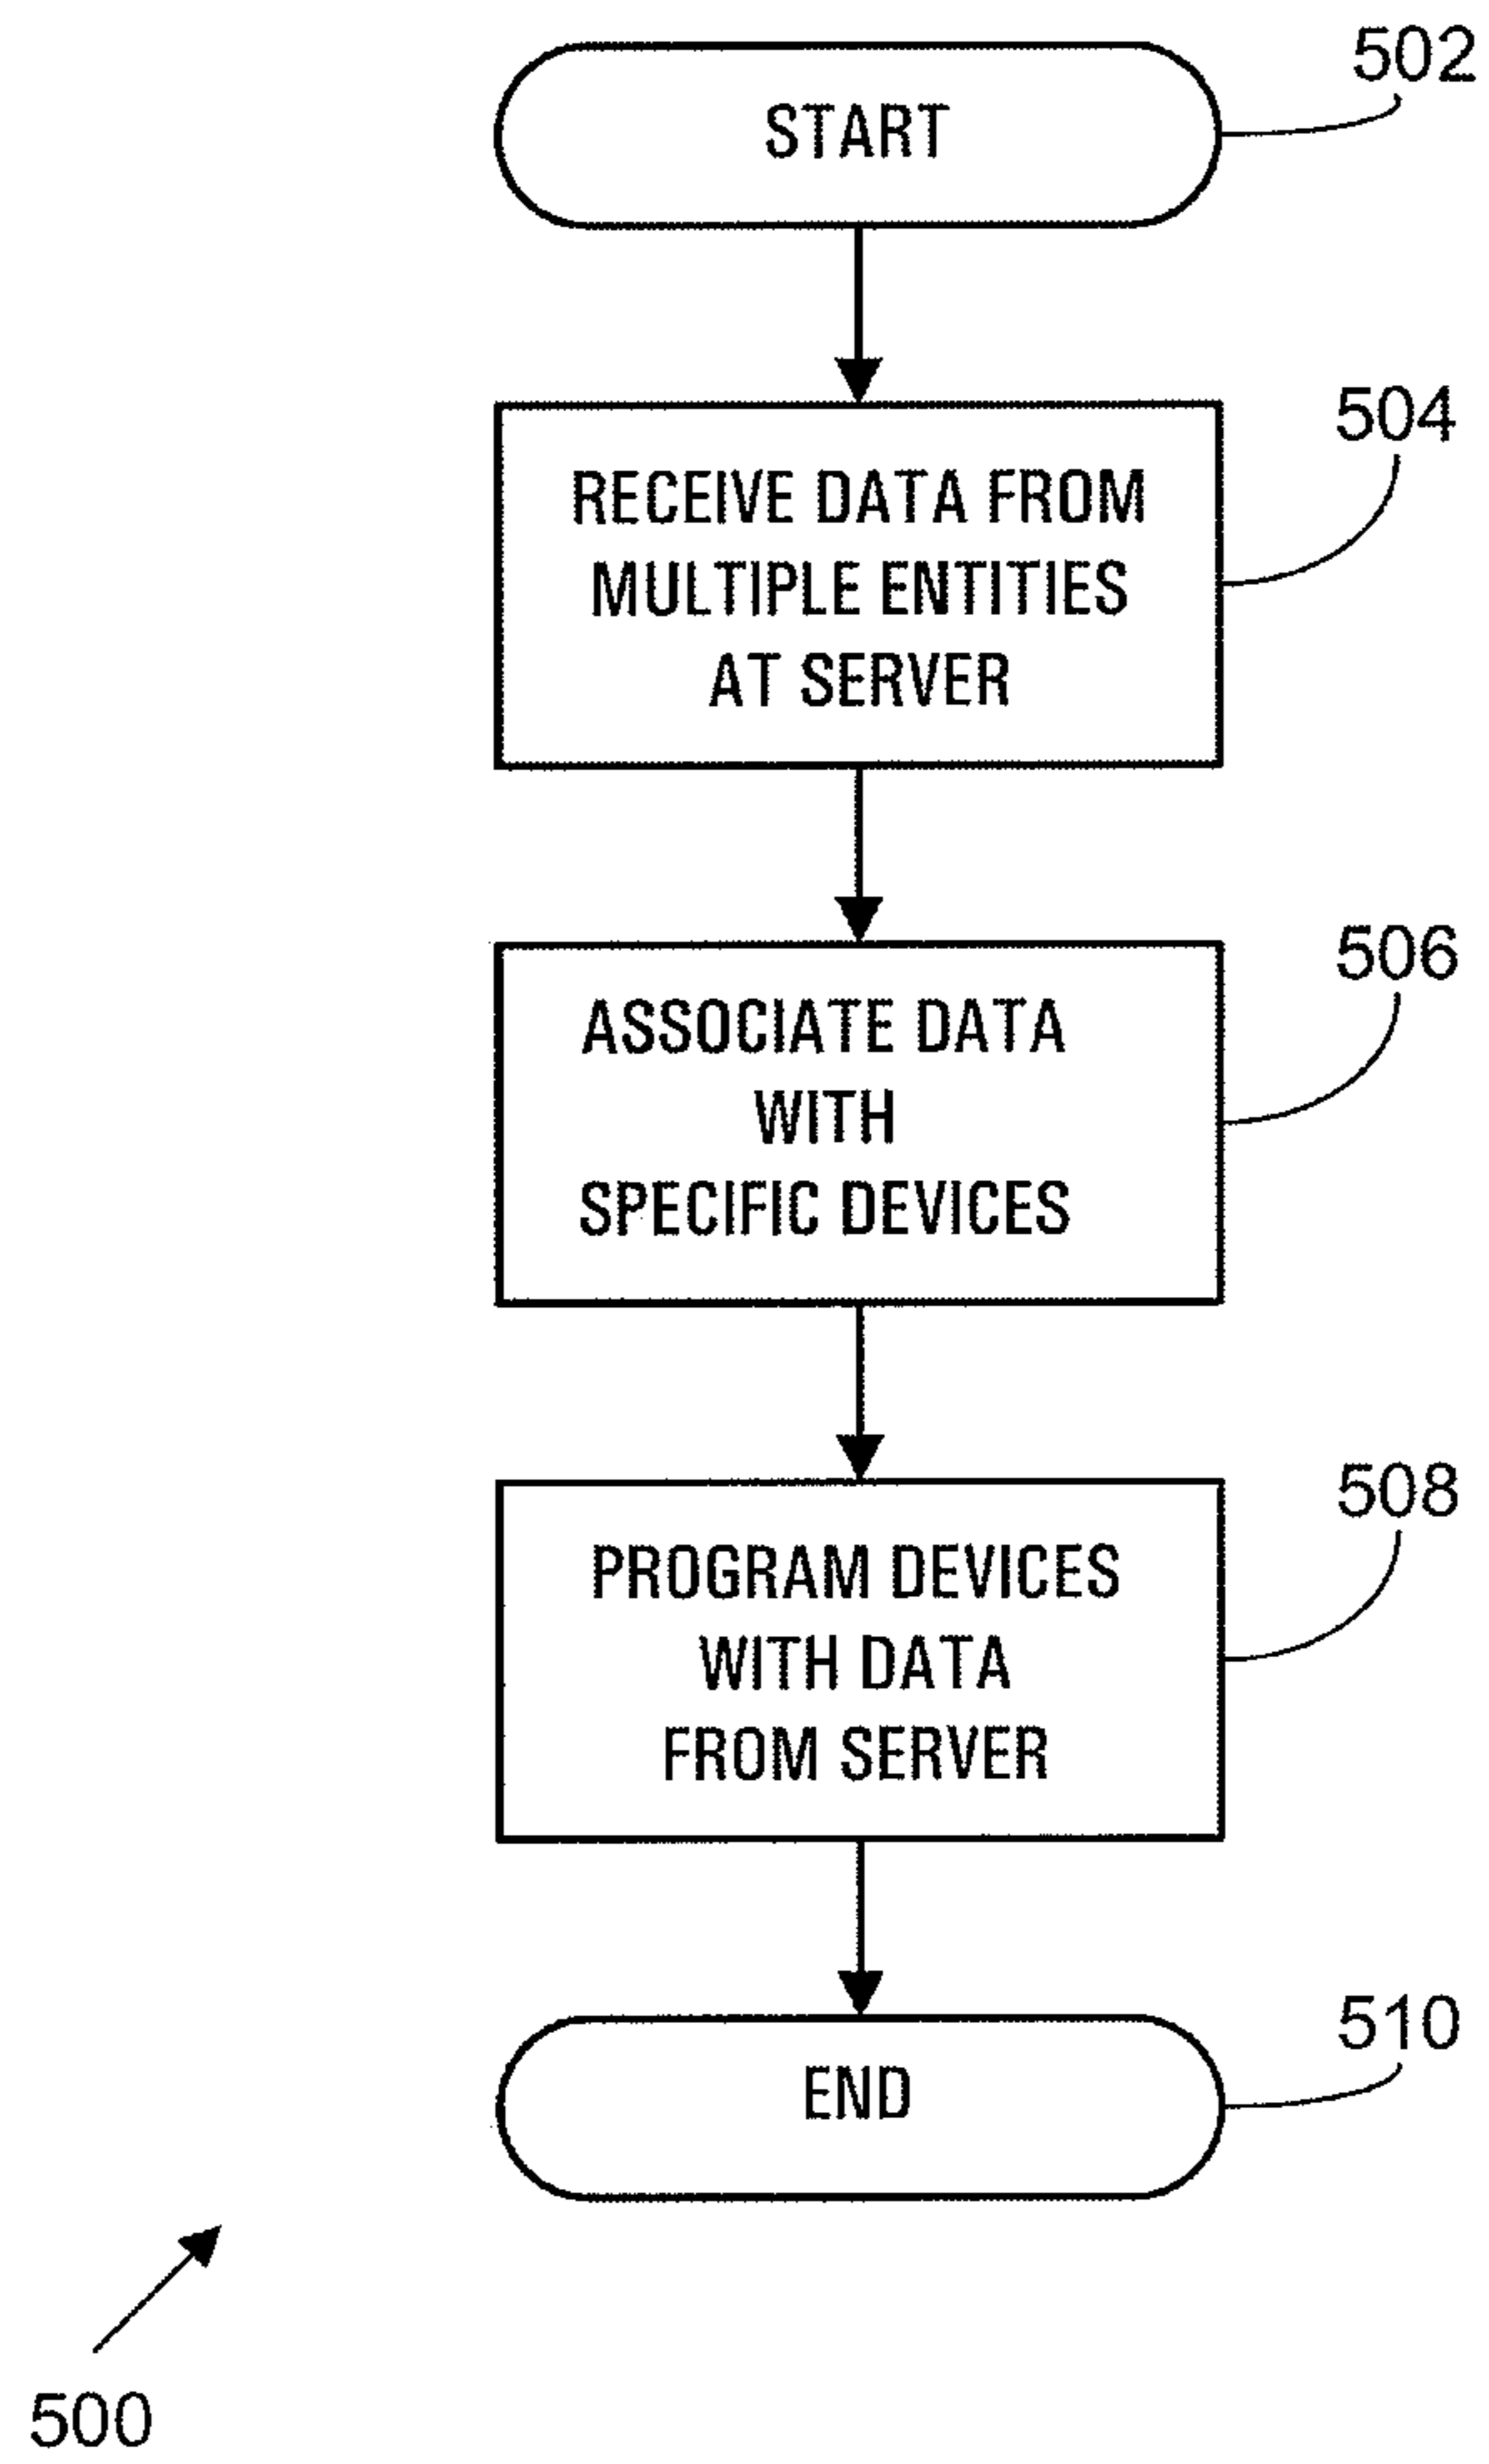 502
START
504
RECEIVE DATA FROM
MULTIPLE ENTITIES
AT SERVER
506
ASSOCIATE DATA
WITH
SPECIFIC DEVICES
508
PROGRAM DEVICES
WITH DATA
FROM SERVER
510
END
500